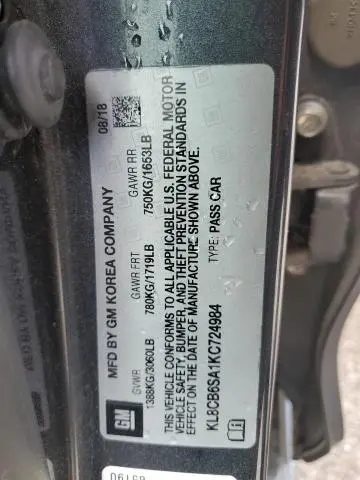 MFD BY GM KOREA COMPANY 08/18
GVWR GAWR FRT GAWR RR
1388KG/3060LB 780KG/1719LB 750KG/1653LB
THIS VEHICLE CONFORMS TO ALL APPLICABLE U.S. FEDERAL MOTOR
VEHICLE SAFETY, BUMPER, AND THEFT PREVENTION STANDARDS IN
EFFECT ON THE DATE OF MANUFACTURE SHOWN ABOVE.
KL8CB6SA1KC724984 TYPE: PASS CAR
GM